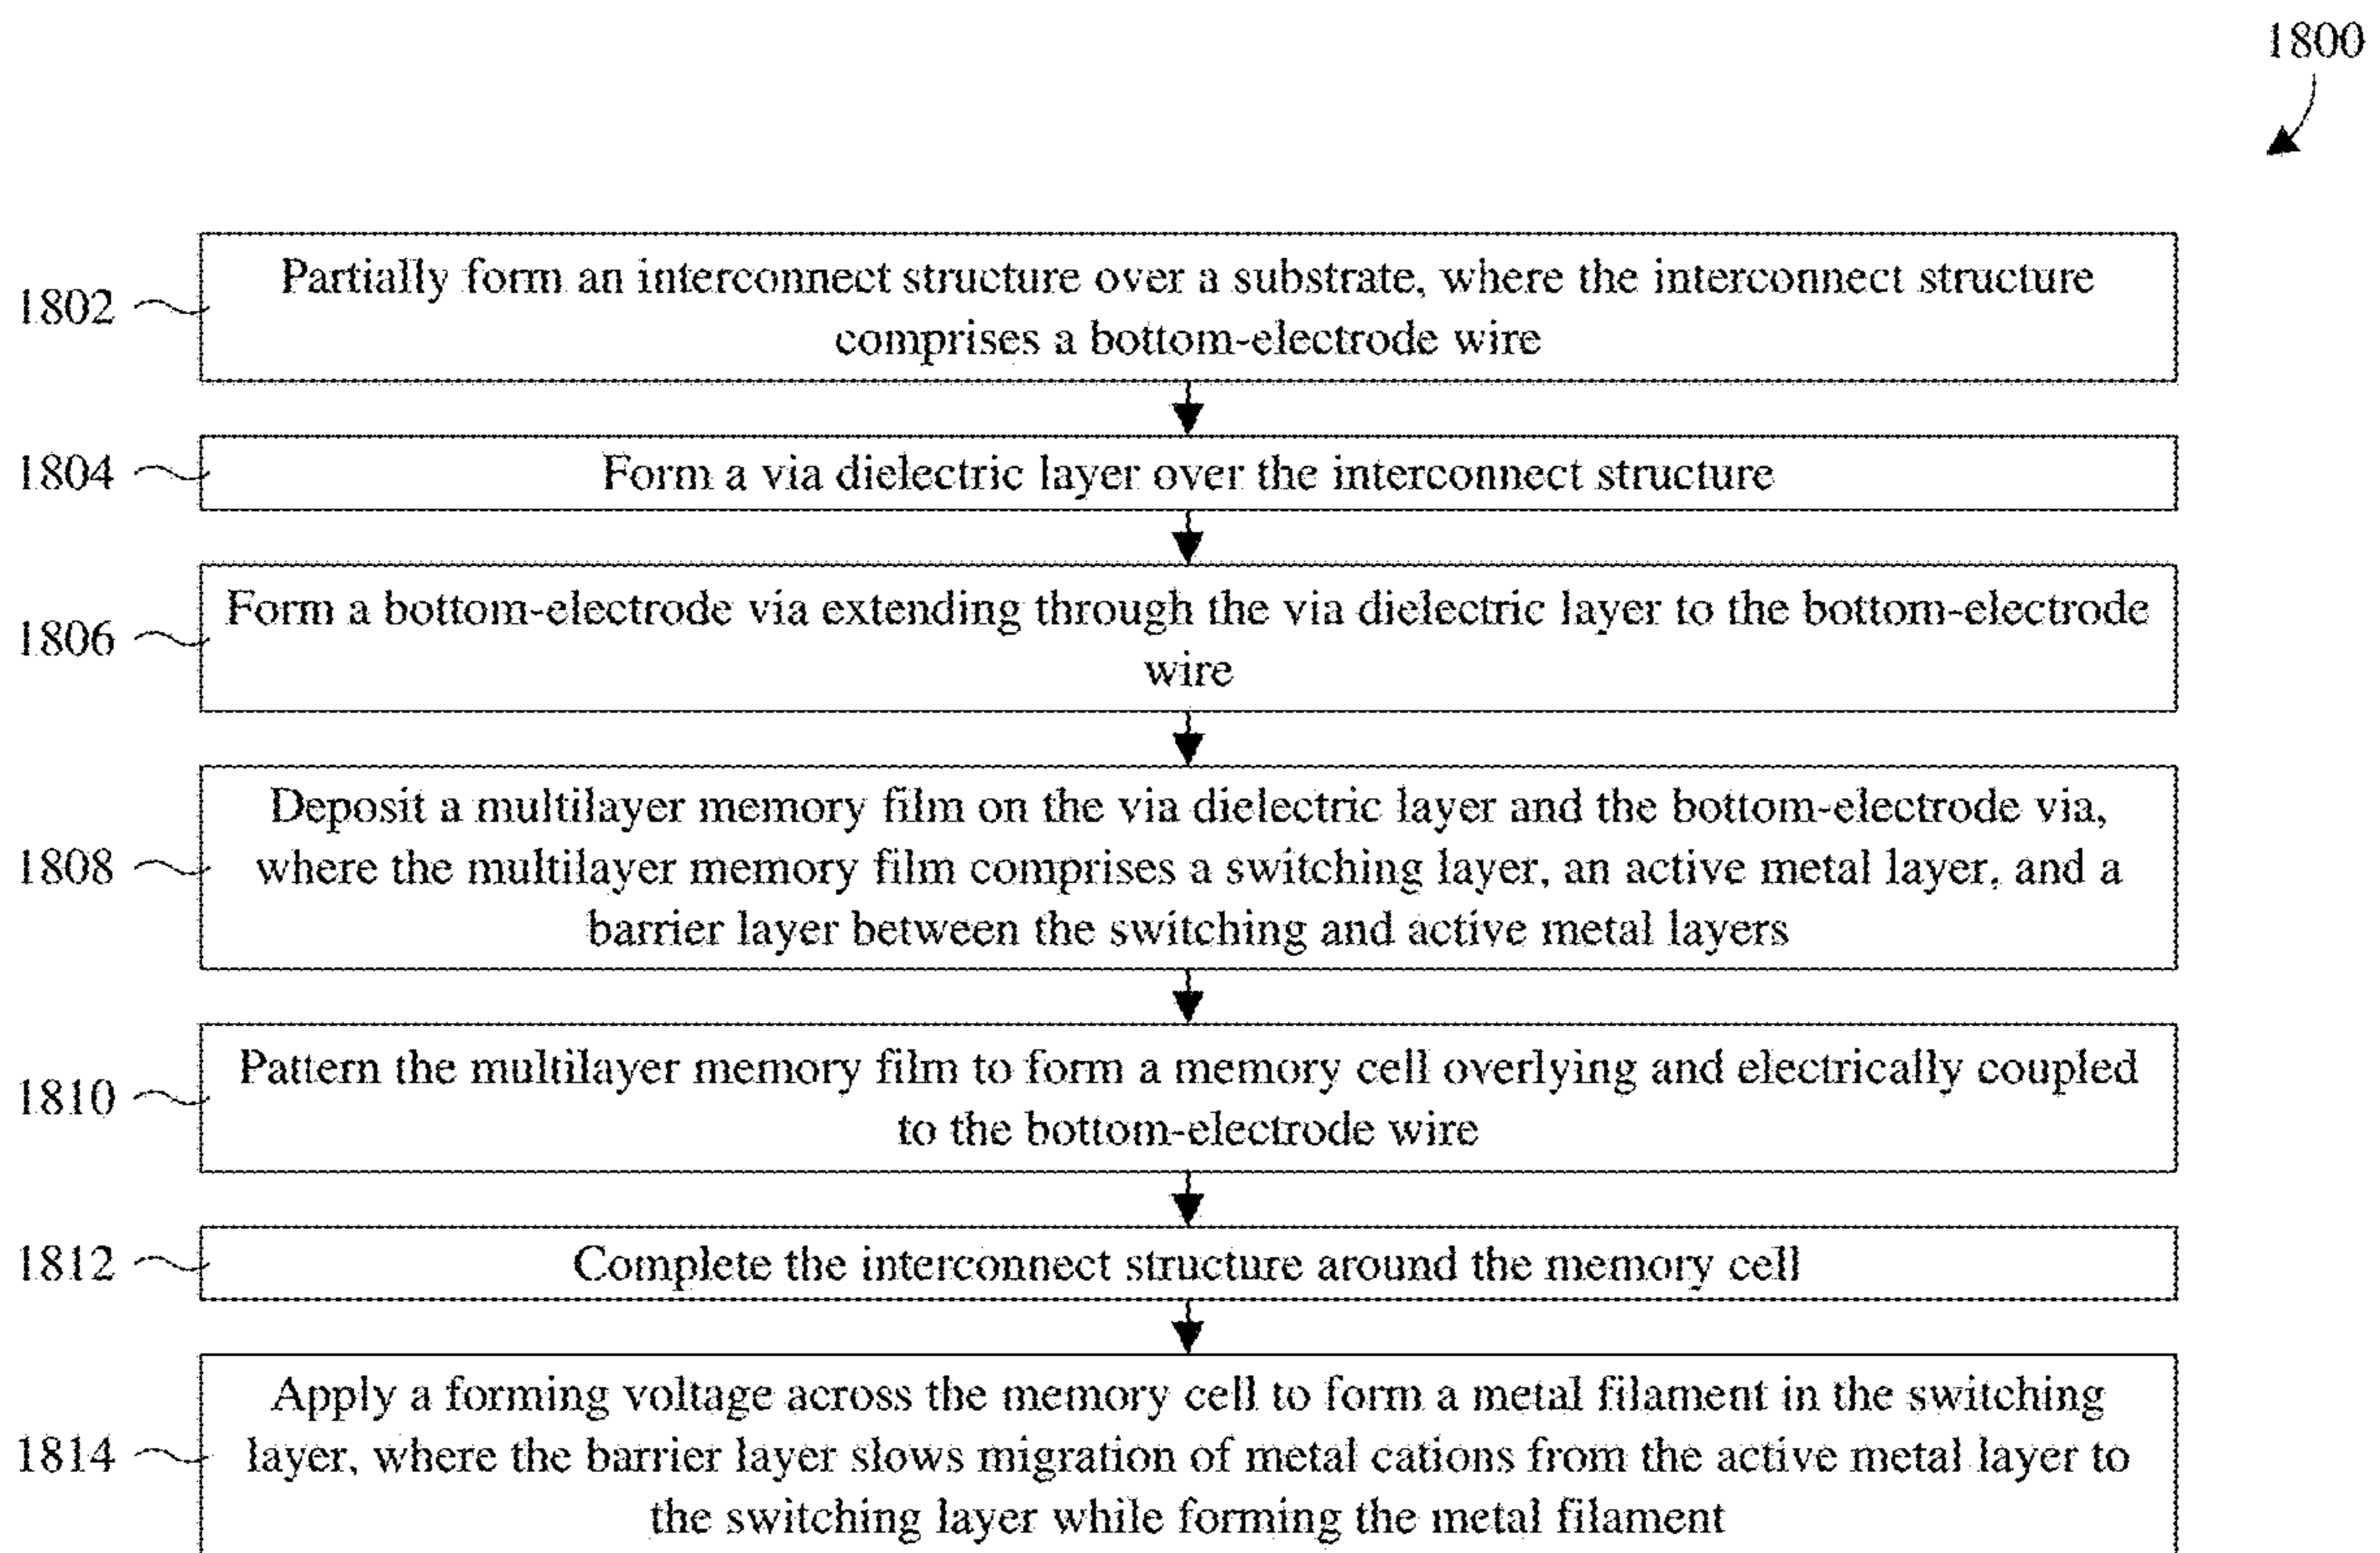 1800
1802
Partially form an interconnect structure over a substrate, where the interconnect structure
comprises a bottom-electrode wire
1804
Form a via dielectric layer over the interconnect structure
1806
Form a bottom-electrode via extending through the via dielectric layer to the bottom-electrode
wire
1808
Deposit a multilayer memory film on the via dielectric layer and the bottom-electrode via,
where the multilayer memory film comprises a switching layer, an active metal layer, and a
barrier layer between the switching and active metal layers
1810
Pattern the multilayer memory film to form a memory cell overlying and electrically coupled
to the bottom-electrode wire
1812
Complete the interconnect structure around the memory cell
1814
Apply a forming voltage across the memory cell to form a metal filament in the switching
layer, where the barrier layer slows migration of metal cations from the active metal layer to
the switching layer while forming the metal filament